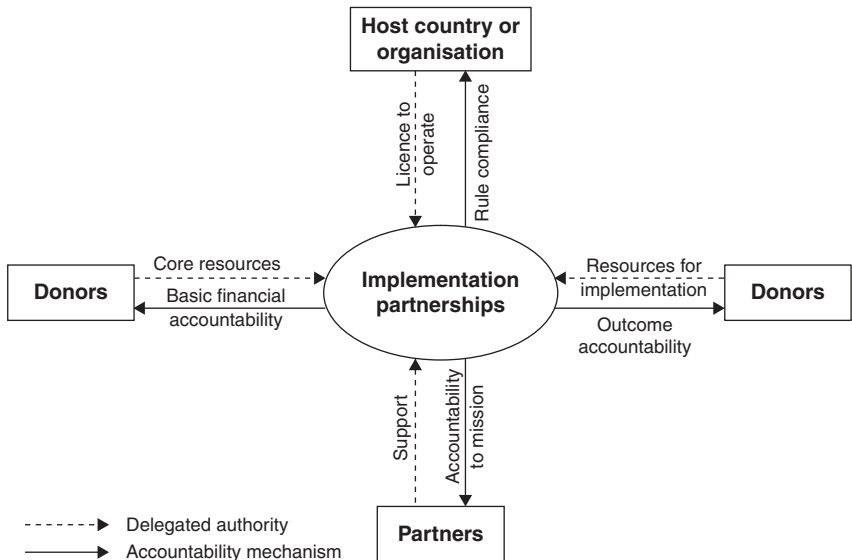 Host country or
organisation
Licence to
operate
Rule compliance
Core resources
Donors
Basic financial
accountability
Implementation
partnerships
Resources for
implementation
Donors
Outcome
accountability
Support
Accountability
to mission
Partners
Delegated authority
Accountability mechanism